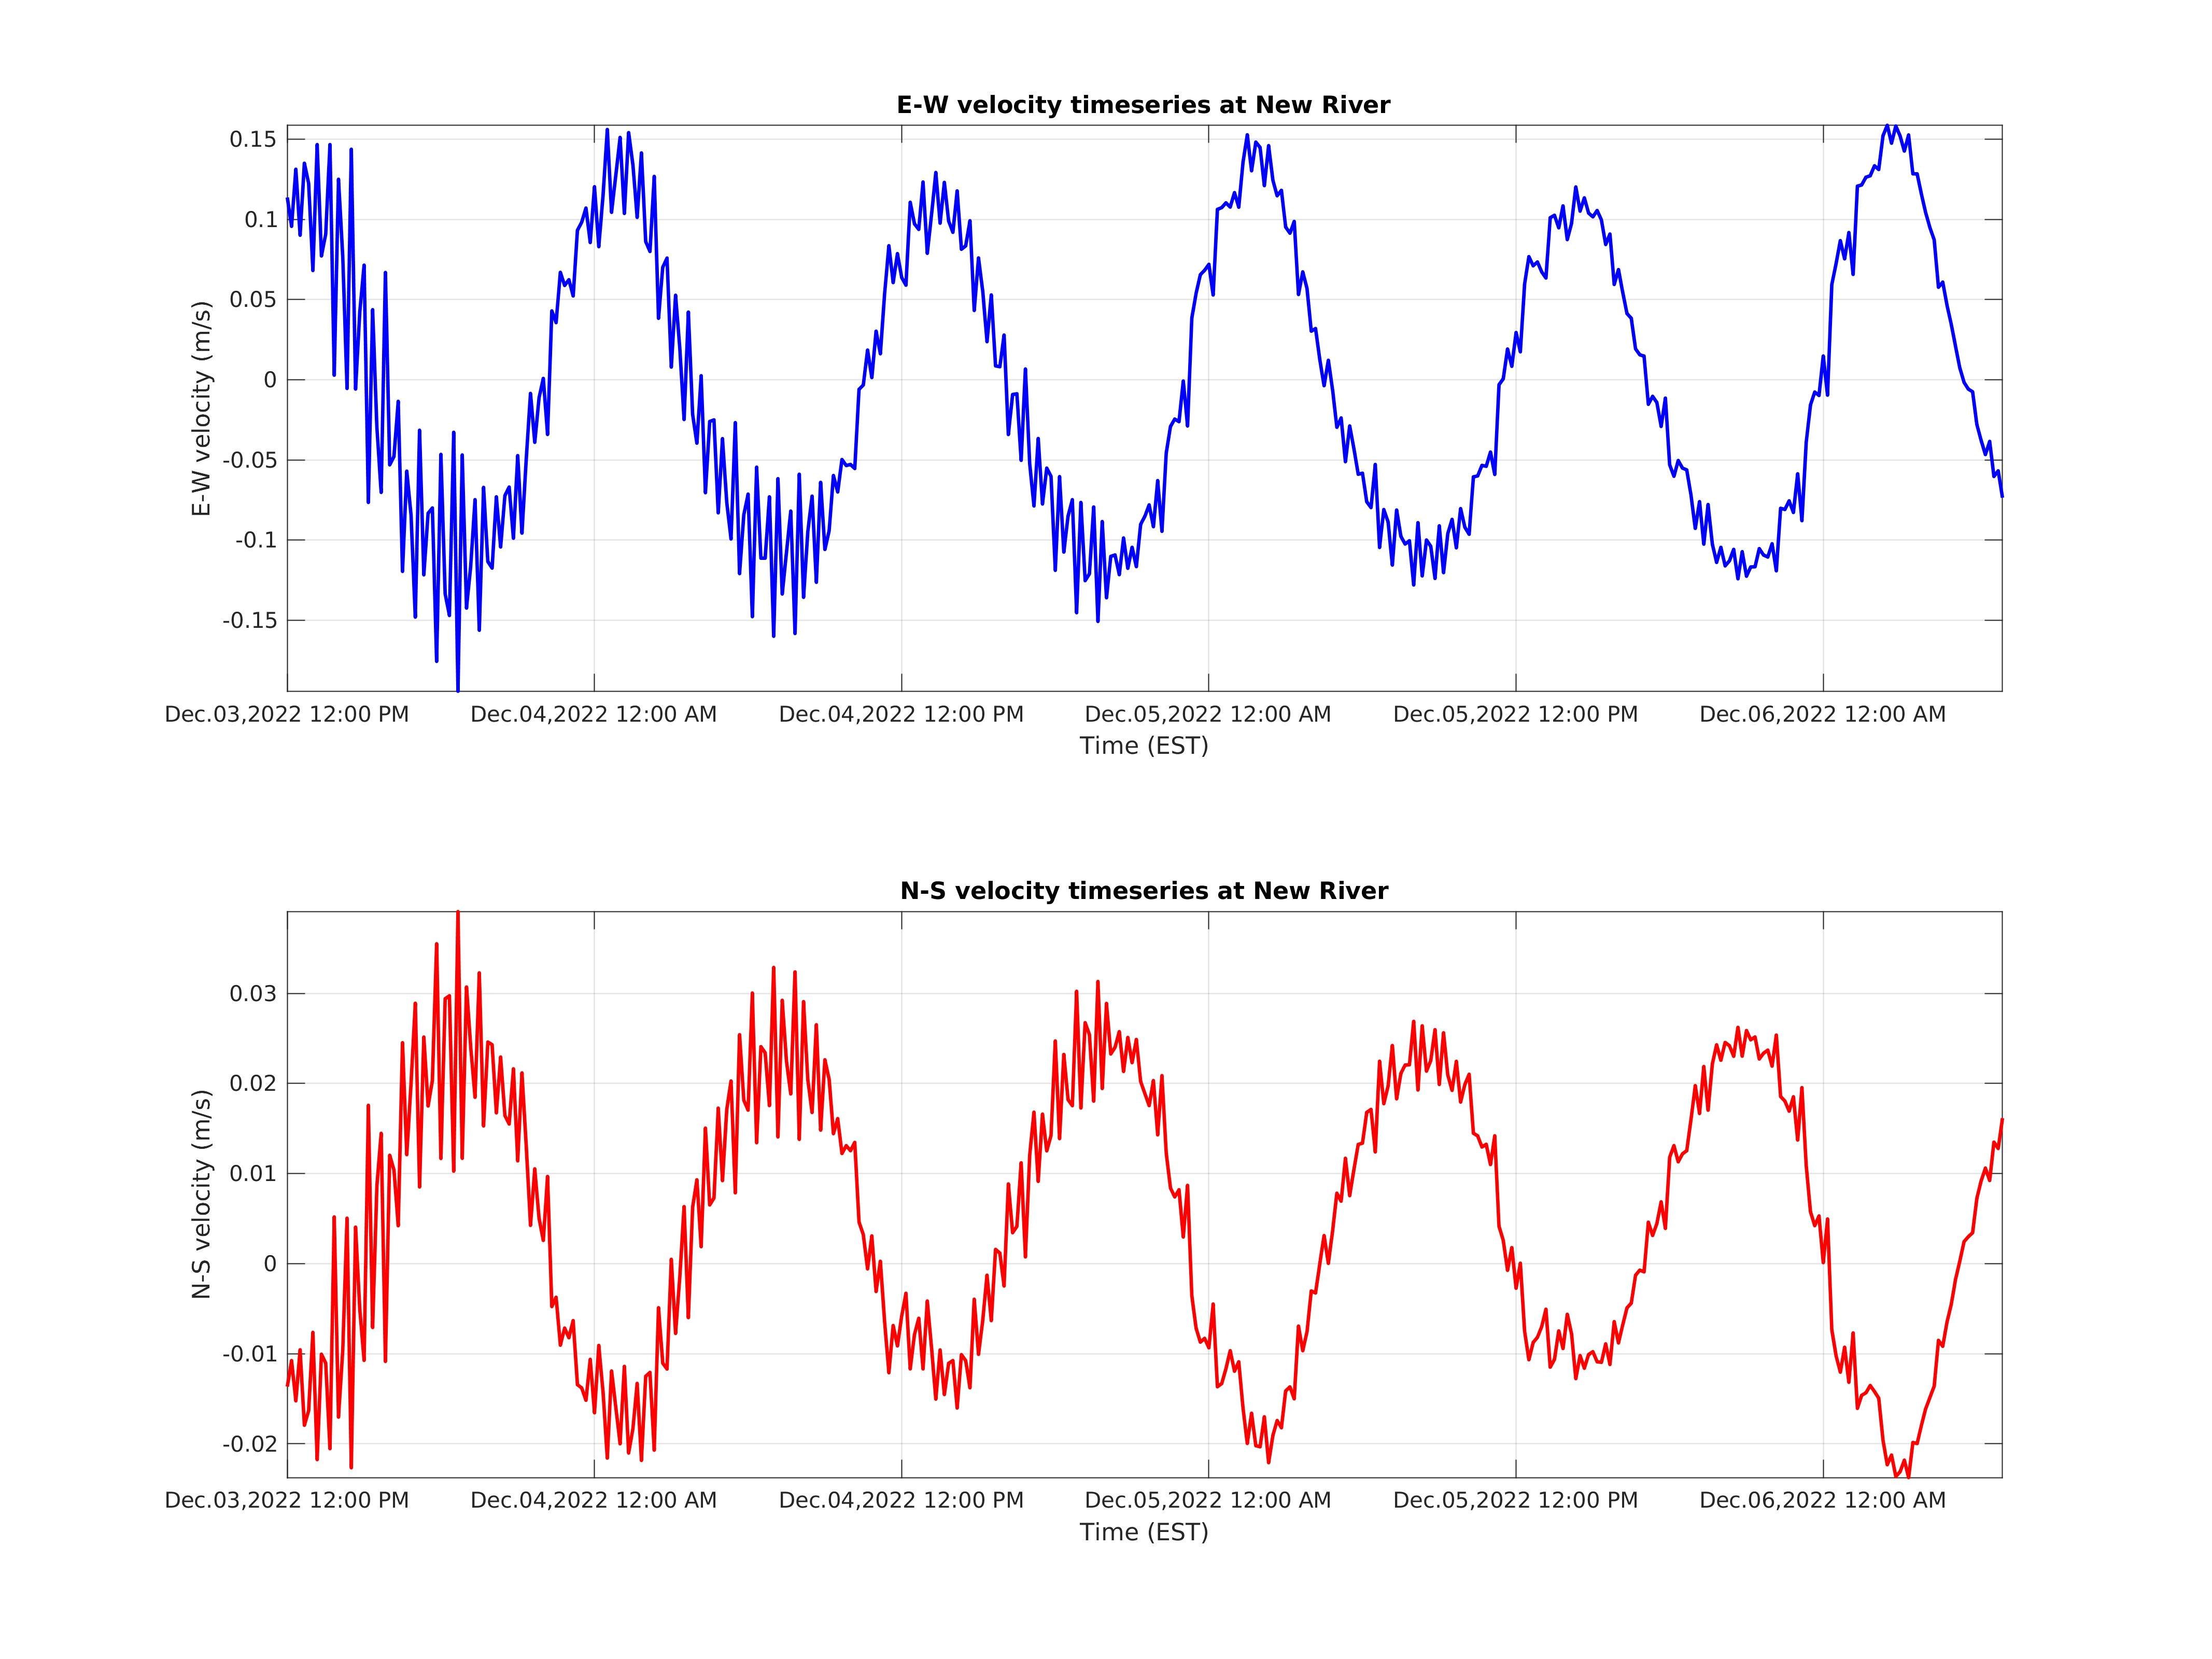 E-W velocity timeseries at New River
E-W velocity (m/s)
0.15
0.1
0.05
0
-0.05
-0.1
-0.15
Dec.03,2022 12:00 PM Dec.04,2022 12:00 AM Dec.04,2022 12:00 PM Dec.05,2022 12:00 AM Dec.05,2022 12:00 PM Dec.06,2022 12:00 AM
Time (EST)
N-S velocity timeseries at New River
N-S velocity (m/s)
0.03
0.02
0.01
0
-0.01
-0.02
Dec.03,2022 12:00 PM Dec.04,2022 12:00 AM Dec.04,2022 12:00 PM Dec.05,2022 12:00 AM Dec.05,2022 12:00 PM Dec.06,2022 12:00 AM
Time (EST)